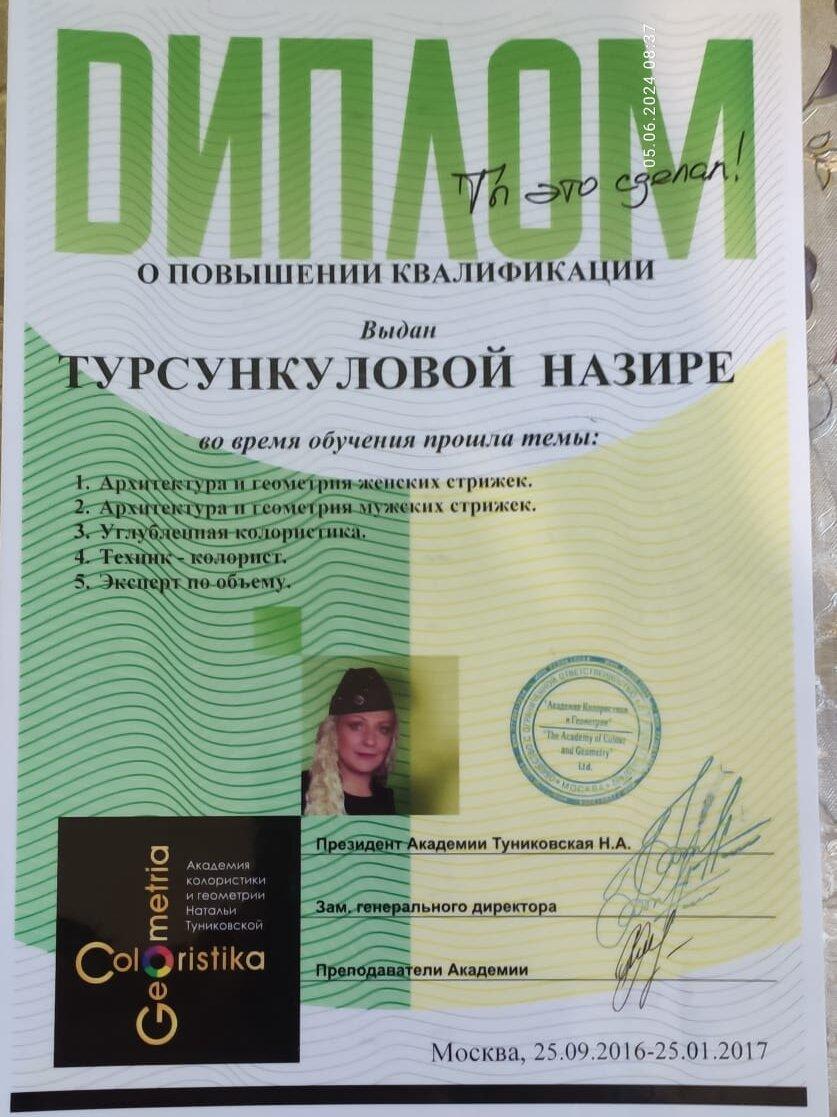 05.06.2024 08:37
ДИПЛОМ
Ты это сделал!
О ПОВЫШЕНИИ КВАЛИФИКАЦИИ
Выдан
ТУРСУНКУЛОВОЙ НАЗИРЕ
во время обучения прошла темы:
1. Архитектура и геометрия женских стрижек.
2. Архитектура и геометрия мужских стрижек.
3. Углубленная колористика.
4. Техник - колорист.
5. Эксперт по объему.
"Академия Колористики
и Геометрии"
"The Academy of Colour
and Geometry"
Ltd.
МОСКВА
Президент Академии Туниковская Н.А.
Зам. генерального директора
Преподаватели Академии
Академия
колористики
и геометрии
Натальи
Туниковской
Coloristika
Geometria
Москва, 25.09.2016-25.01.2017